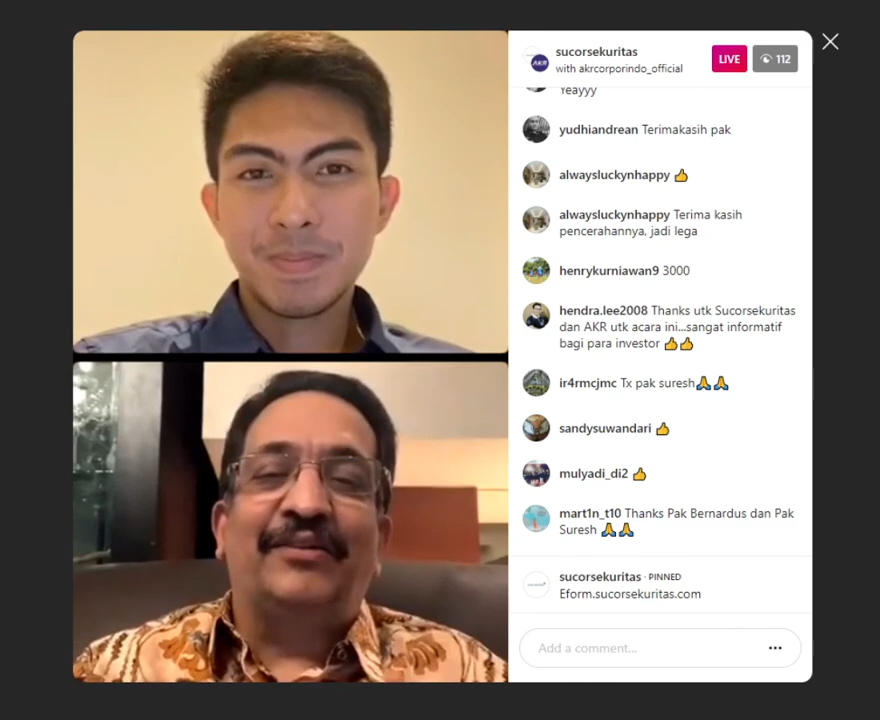 sucorsekuritas
with akrcorporindo_official
LIVE
112
AKR
Yeayyy
yudhiandrean Terimakasih pak
alwaysluckynhappy 👍
alwaysluckynhappy Terima kasih
pencerahannya, jadi lega
henrykurniawan9 3000
hendra.lee2008 Thanks utk Sucorsekuritas
dan AKR utk acara ini...sangat informatif
bagi para investor 👍👍
ir4rmcjmc Tx pak suresh🙏🙏
sandysuwandari 👍
mulyadi_di2 👍
mart1n_t10 Thanks Pak Bernardus dan Pak
Suresh 🙏🙏
sucorsekuritas · PINNED
Eform.sucorsekuritas.com
Add a comment...